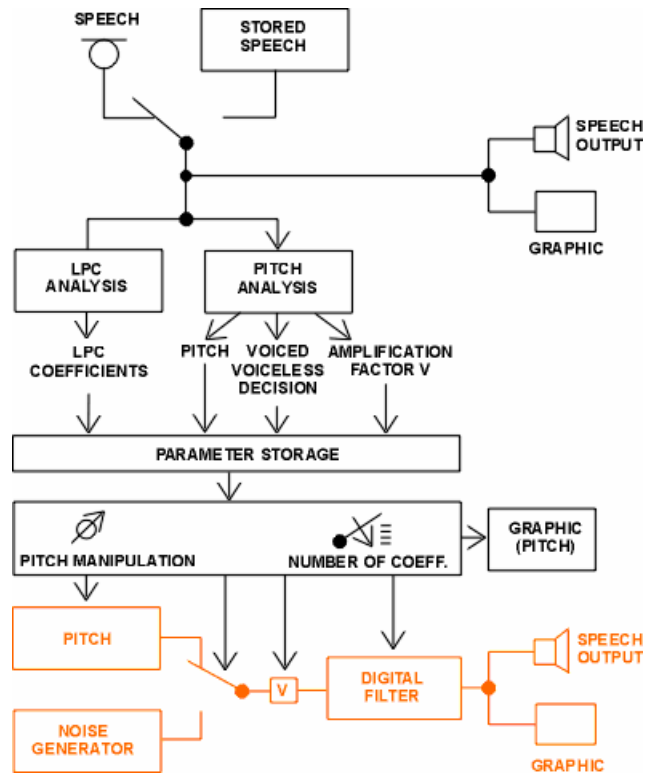 SPEECH
STORED
SPEECH
SPEECH
OUTPUT
GRAPHIC
LPC
ANALYSIS
PITCH
ANALYSIS
LPC
COEFFICIENTS
PITCH
VOICED
VOICELESS
DECISION
AMPLIFICATION
FACTOR V
PARAMETER STORAGE
PITCH MANIPULATION
NUMBER OF COEFF.
GRAPHIC
(PITCH)
PITCH
NOISE
GENERATOR
V
DIGITAL
FILTER
SPEECH
OUTPUT
GRAPHIC